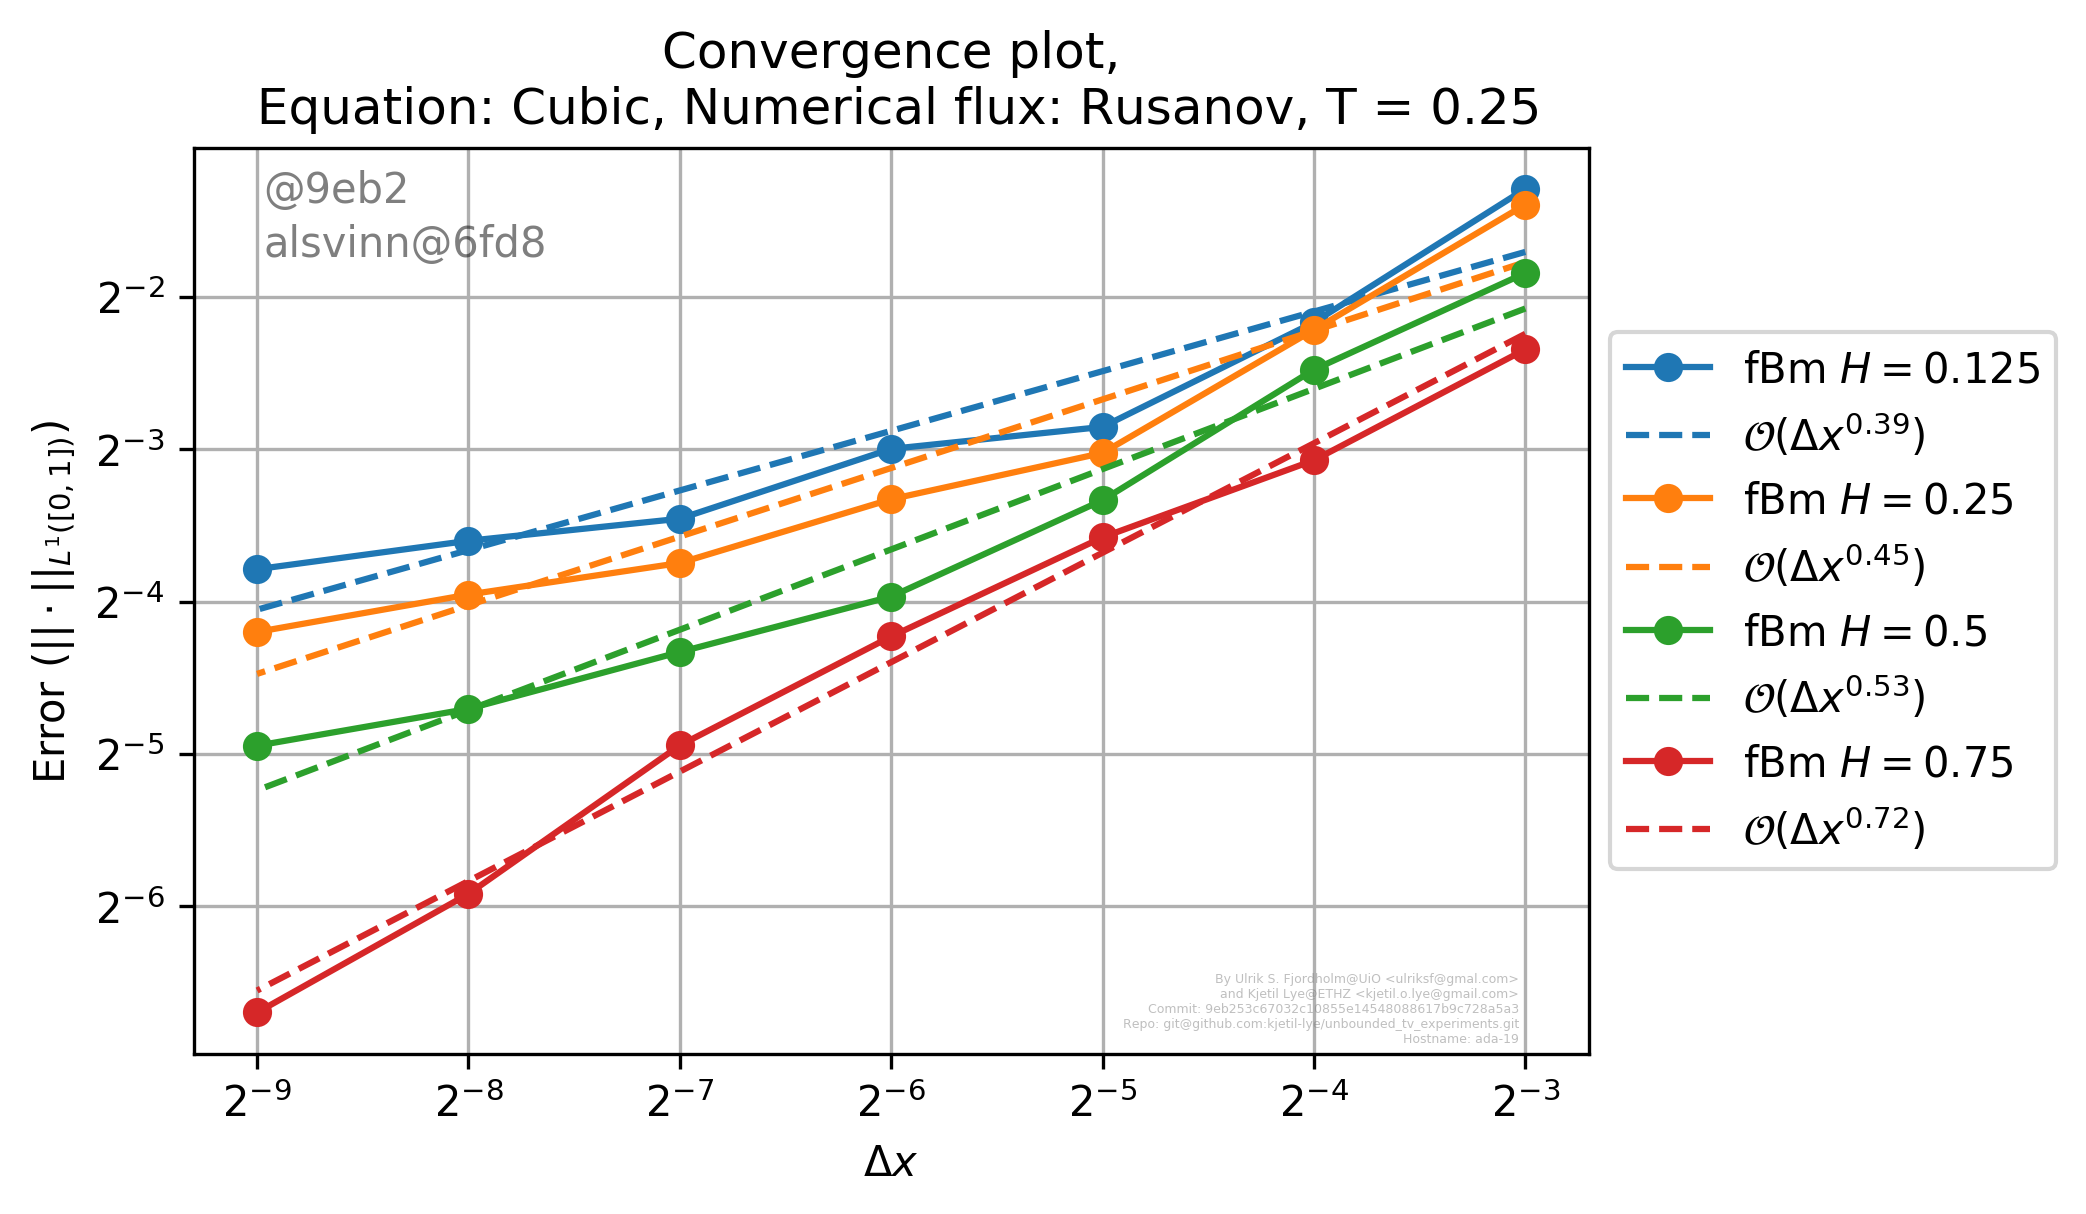 Convergence plot,
Equation: Cubic, Numerical flux: Rusanov, T = 0.25
@9eb2
alsvinn@6fd8
Error (|| · ||_{L^1([0, 1])})
2^{−2}
2^{−3}
2^{−4}
2^{−5}
2^{−6}
fBm H = 0.125
𝒪(Δx^{0.39})
fBm H = 0.25
𝒪(Δx^{0.45})
fBm H = 0.5
𝒪(Δx^{0.53})
fBm H = 0.75
𝒪(Δx^{0.72})
By Ulrik S. Fjordholm@UiO <ulriksf@gmal.com>
and Kjetil Lye@ETHZ <kjetil.o.lye@gmail.com>
Commit: 9eb253c67032c10855e14548088617b9c728a5a3
Repo: git@github.com:kjetil-lye/unbounded_tv_experiments.git
Hostname: ada-19
2^{−9} 2^{−8} 2^{−7} 2^{−6} 2^{−5} 2^{−4} 2^{−3}
Δx